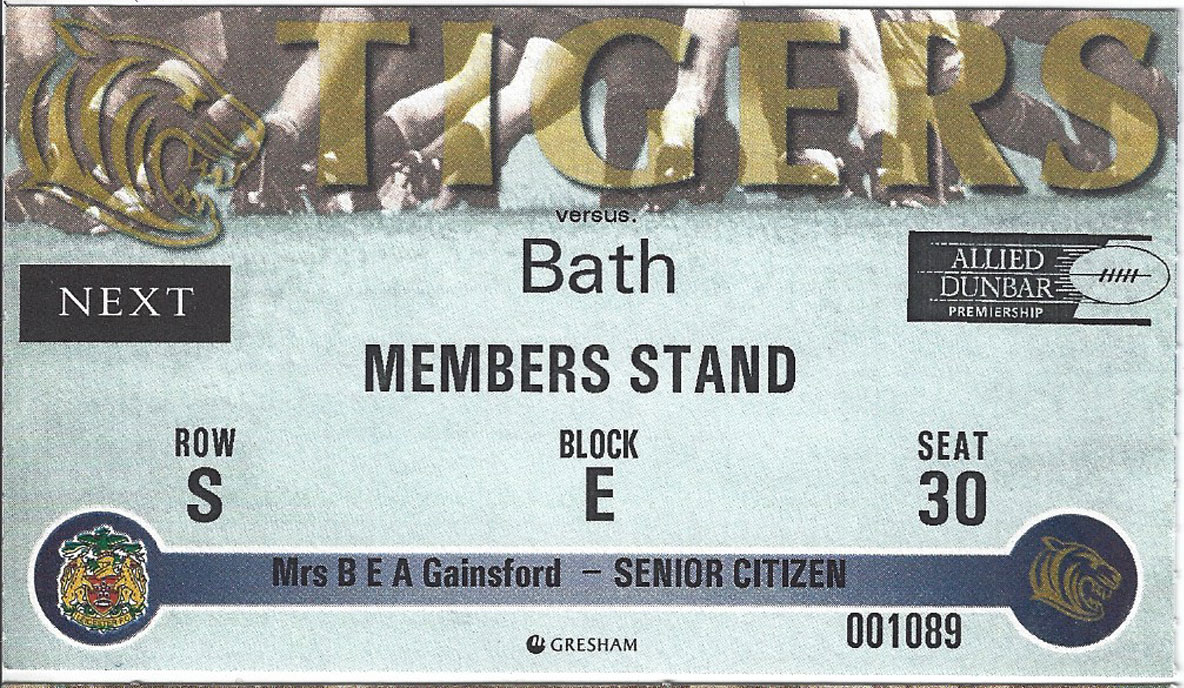 TIGERS
versus.
Bath
NEXT
ALLIED
DUNBAR
PREMIERSHIP
MEMBERS STAND
ROW
S
BLOCK
E
SEAT
30
Mrs B E A Gainsford – SENIOR CITIZEN
LEICESTER F.C.
001089
GRESHAM